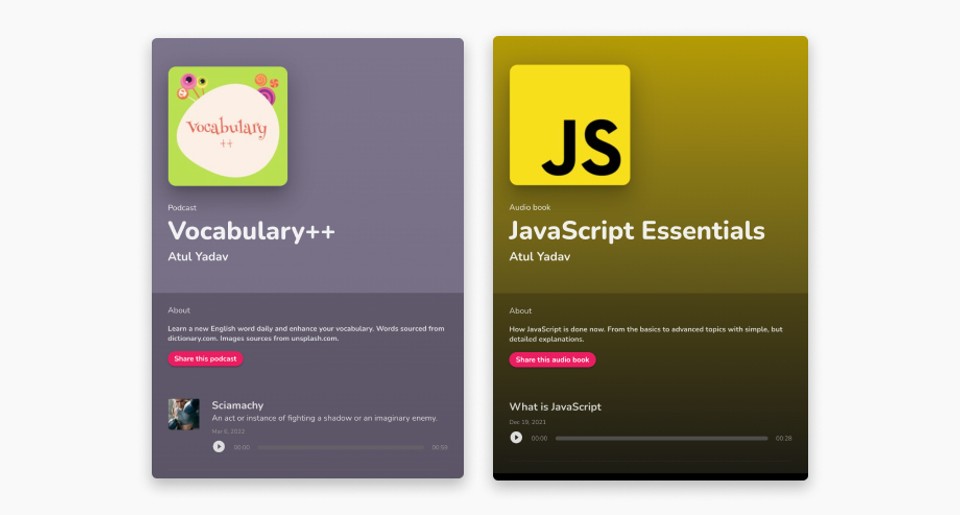 vocabulary
++
Podcast
Vocabulary++
Atul Yadav
About
Learn a new English word daily and enhance your vocabulary. Words sourced from
dictionary.com. Images sources from unsplash.com.
Share this podcast
Sciamachy
An act or instance of fighting a shadow or an imaginary enemy.
Mar 6, 2022
00:00
00:59
JS
Audio book
JavaScript Essentials
Atul Yadav
About
How JavaScript is done now. From the basics to advanced topics with simple, but
detailed explanations.
Share this audio book
What is JavaScript
Dec 19, 2021
00:00
00:28